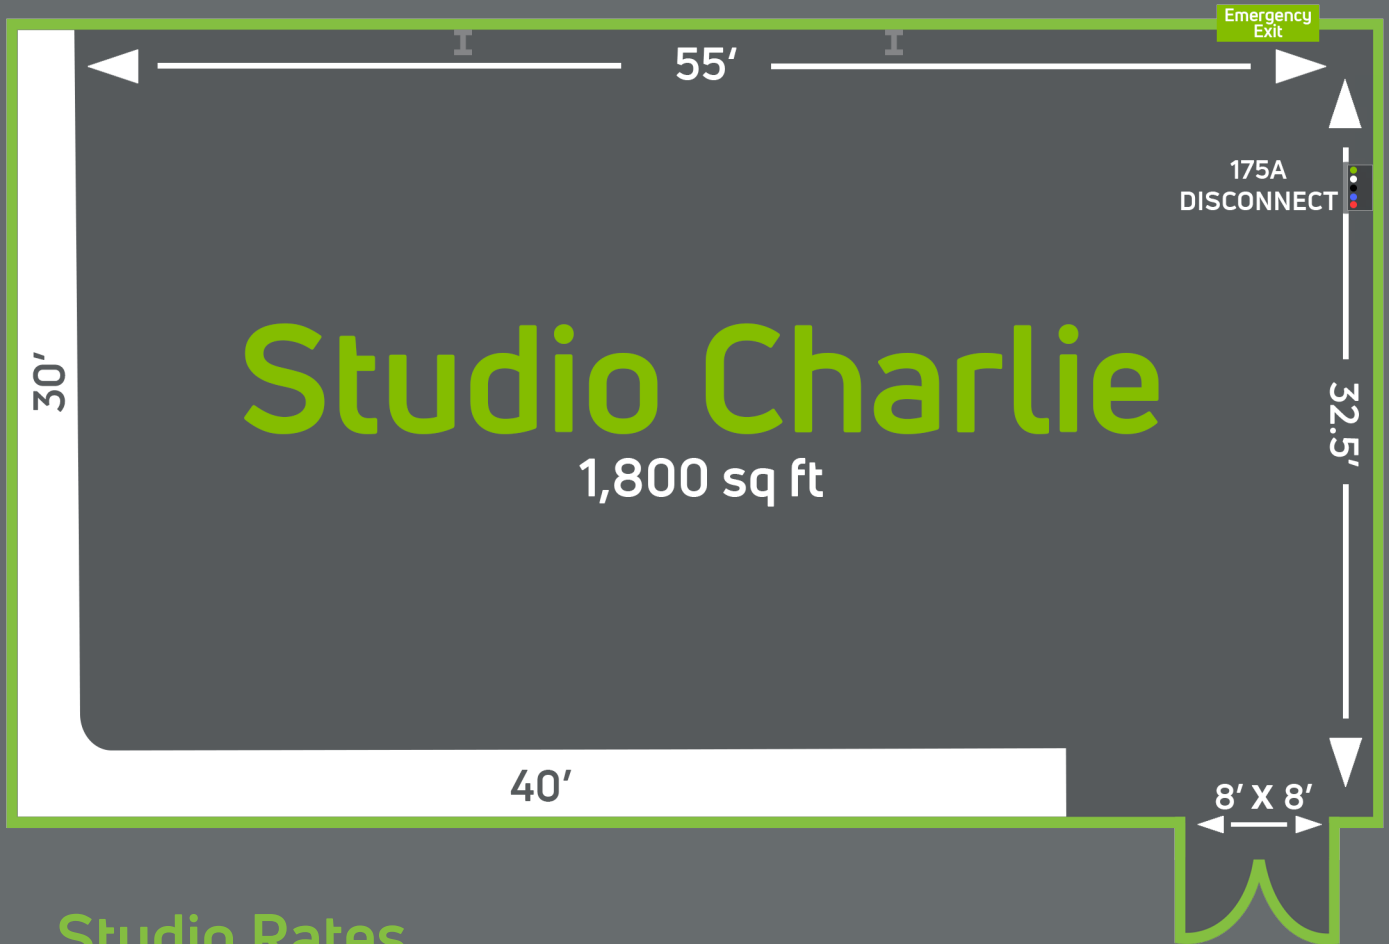 Emergency
Exit
55'
175A
DISCONNECT
30'
Studio Charlie
32.5'
1,800 sq ft
40'
8' X 8'
Studio Rates